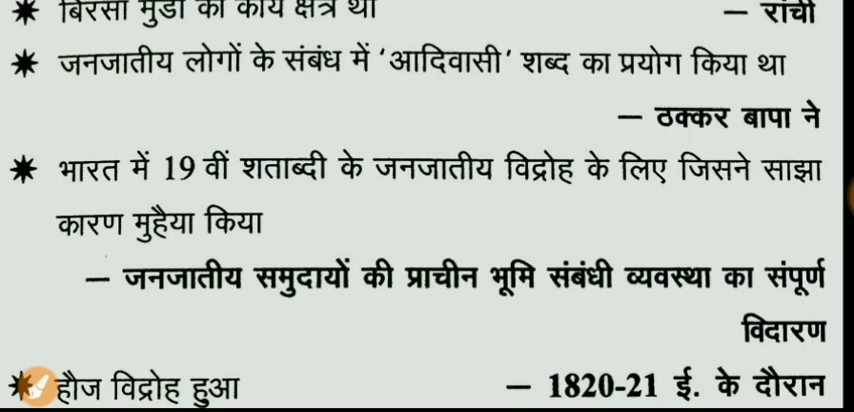 ✷ बिरसा मुंडा का कार्य क्षेत्र था — रांची
✷ जनजातीय लोगों के संबंध में ‘आदिवासी’ शब्द का प्रयोग किया था
— ठक्कर बापा ने
✷ भारत में 19 वीं शताब्दी के जनजातीय विद्रोह के लिए जिसने साझा
कारण मुहैया किया
— जनजातीय समुदायों की प्राचीन भूमि संबंधी व्यवस्था का संपूर्ण
विदारण
✷ हौज विद्रोह हुआ — 1820-21 ई. के दौरान